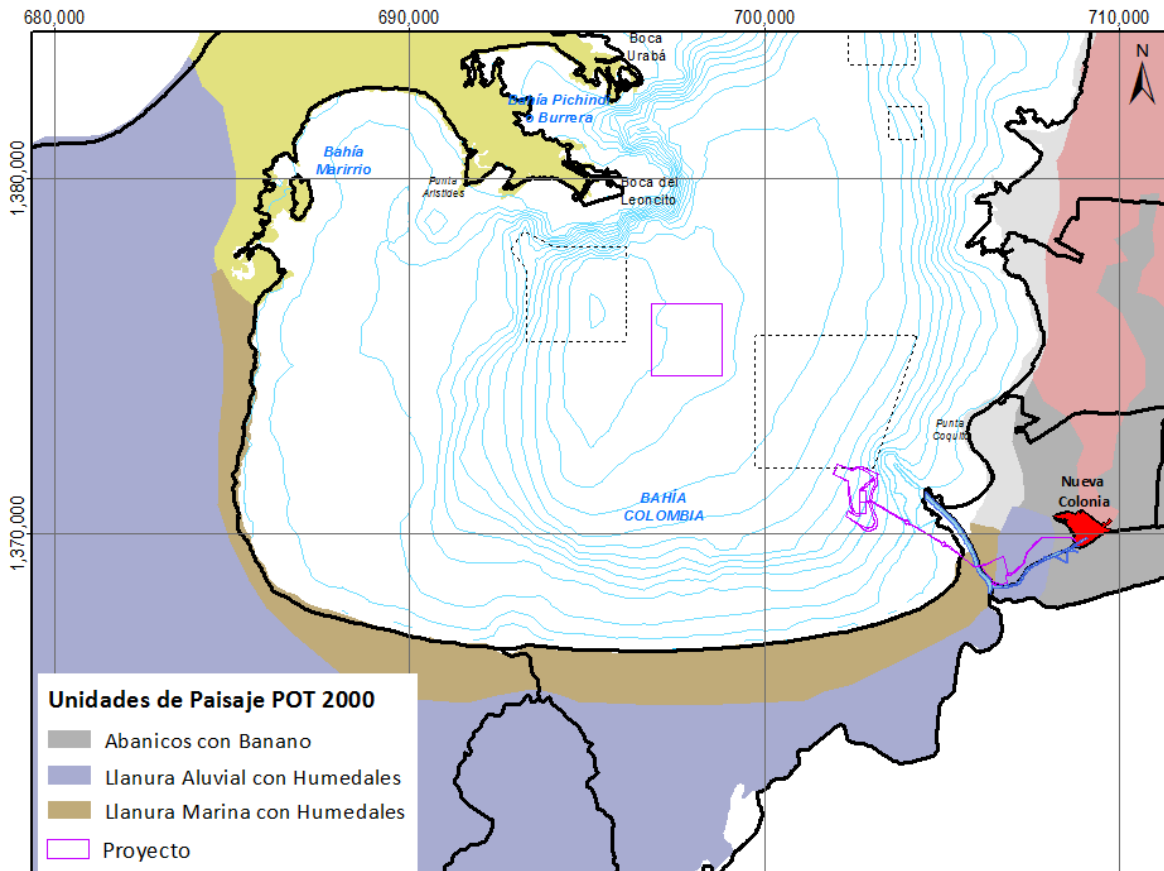 680,000
690,000
700,000
710,000
Boca
Urabá
N
Bahía Pichindi
o Burrera
Bahía
Marirrio
1,380,000
Punta
Aristides
Boca del
Leoncito
Punta
Coquito
Nueva
Colonia
BAHÍA
COLOMBIA
1,370,000
Unidades de Paisaje POT 2000
Abanicos con Banano
Llanura Aluvial con Humedales
Llanura Marina con Humedales
Proyecto